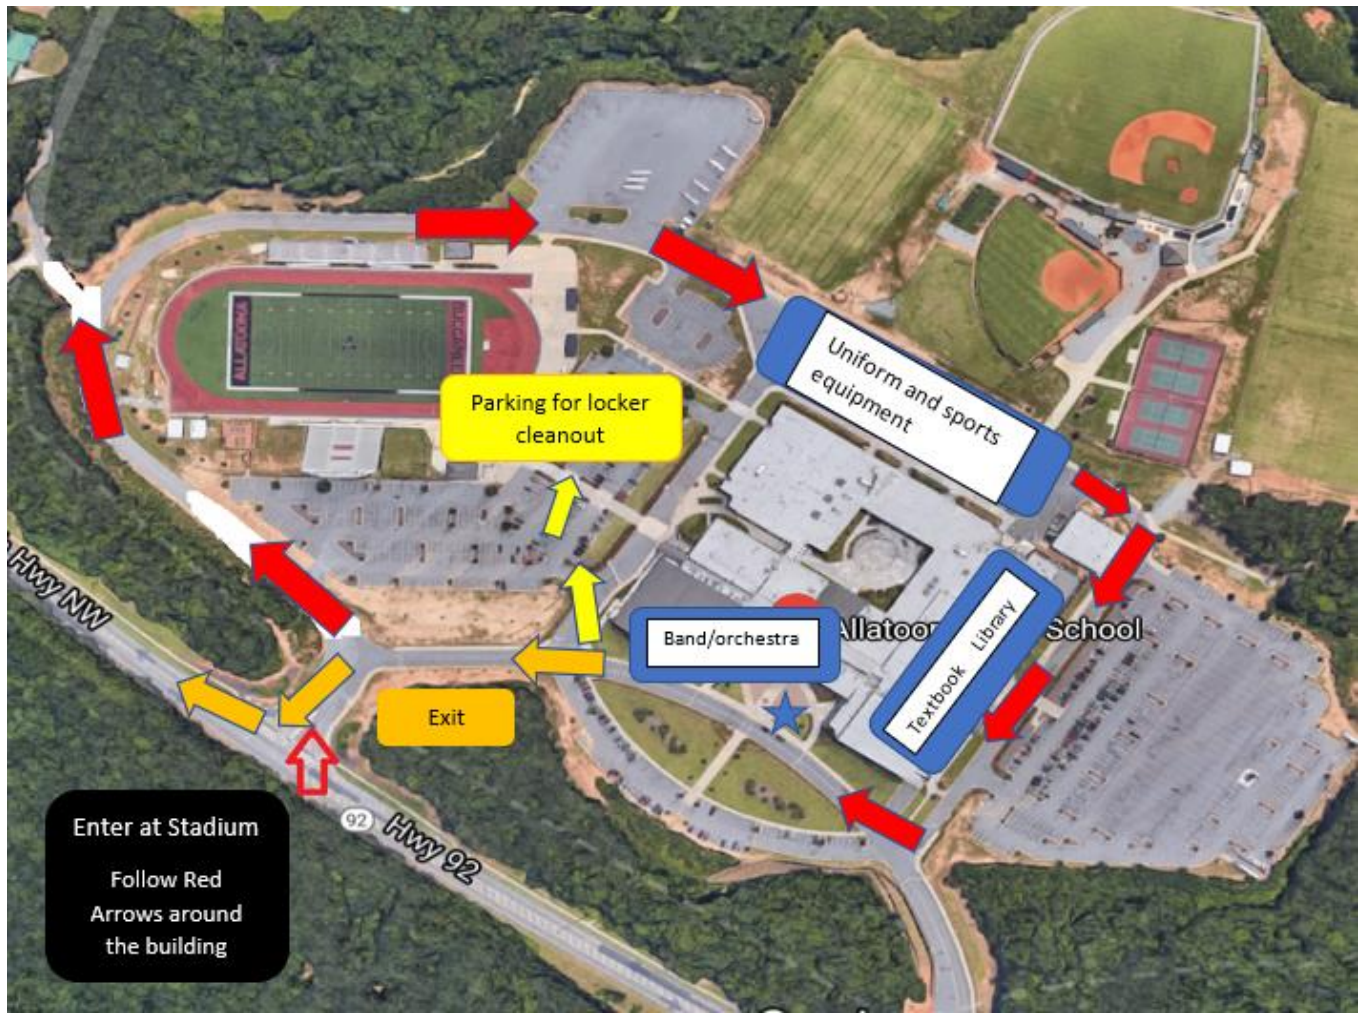 ALLATOONA
Uniform and sports
equipment
Parking for locker
cleanout
Hwy NW
Band/orchestra
Textbook Library
School
Exit
Enter at Stadium
Follow Red
Arrows around
the building
92
Hwy 92